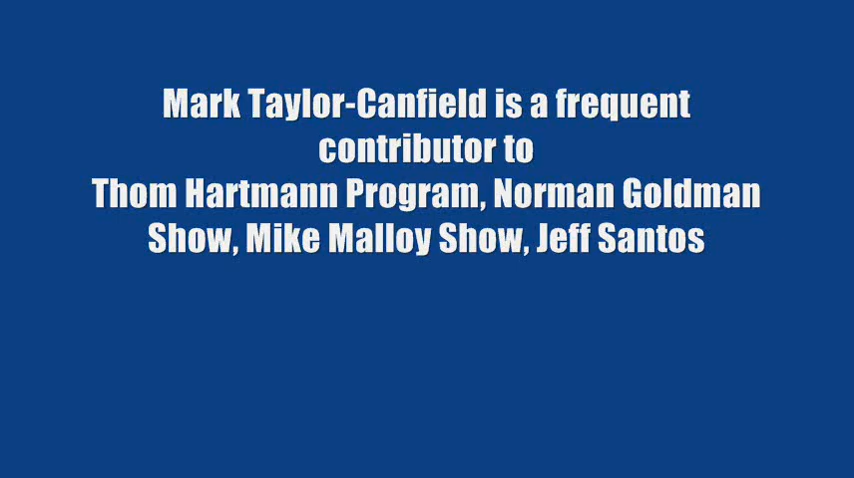 Mark Taylor-Canfield is a frequent
contributor to
Thom Hartmann Program, Norman Goldman
Show, Mike Malloy Show, Jeff Santos